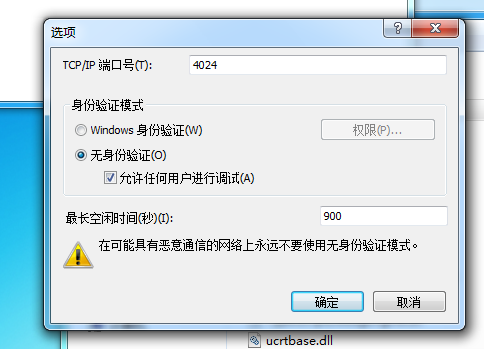 选项
TCP/IP 端口号(T):
4024
身份验证模式
Windows 身份验证(W)
权限(P)...
无身份验证(O)
允许任何用户进行调试(A)
最长空闲时间(秒)(I):
900
在可能具有恶意通信的网络上永远不要使用无身份验证模式。
确定
取消
ucrtbase.dll